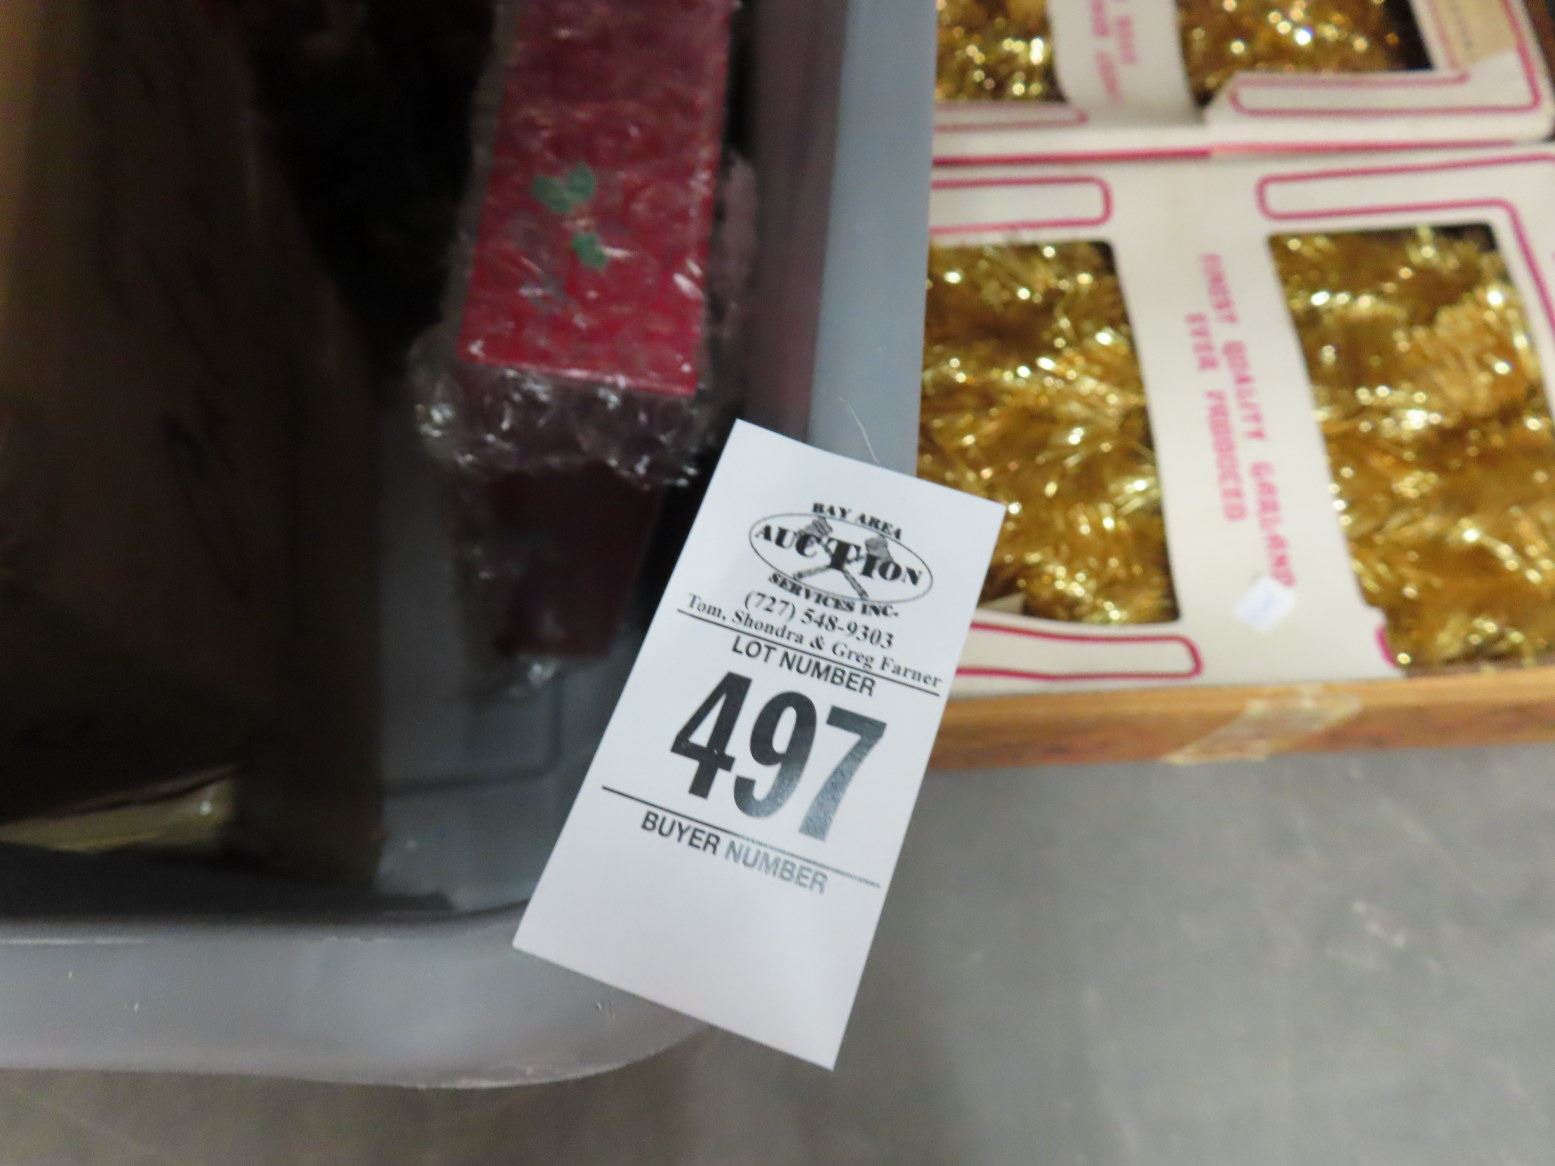 BAY AREA
AUCTION
SERVICES INC.
(727) 548-9303
Tom, Shondra & Greg Farner
LOT NUMBER
497
BUYER NUMBER
FINEST QUALITY GARLAND
EVER PRODUCED